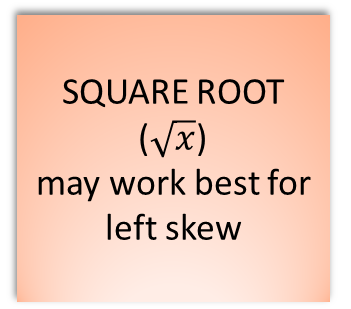 SQUARE ROOT
(√x)
may work best for
left skew